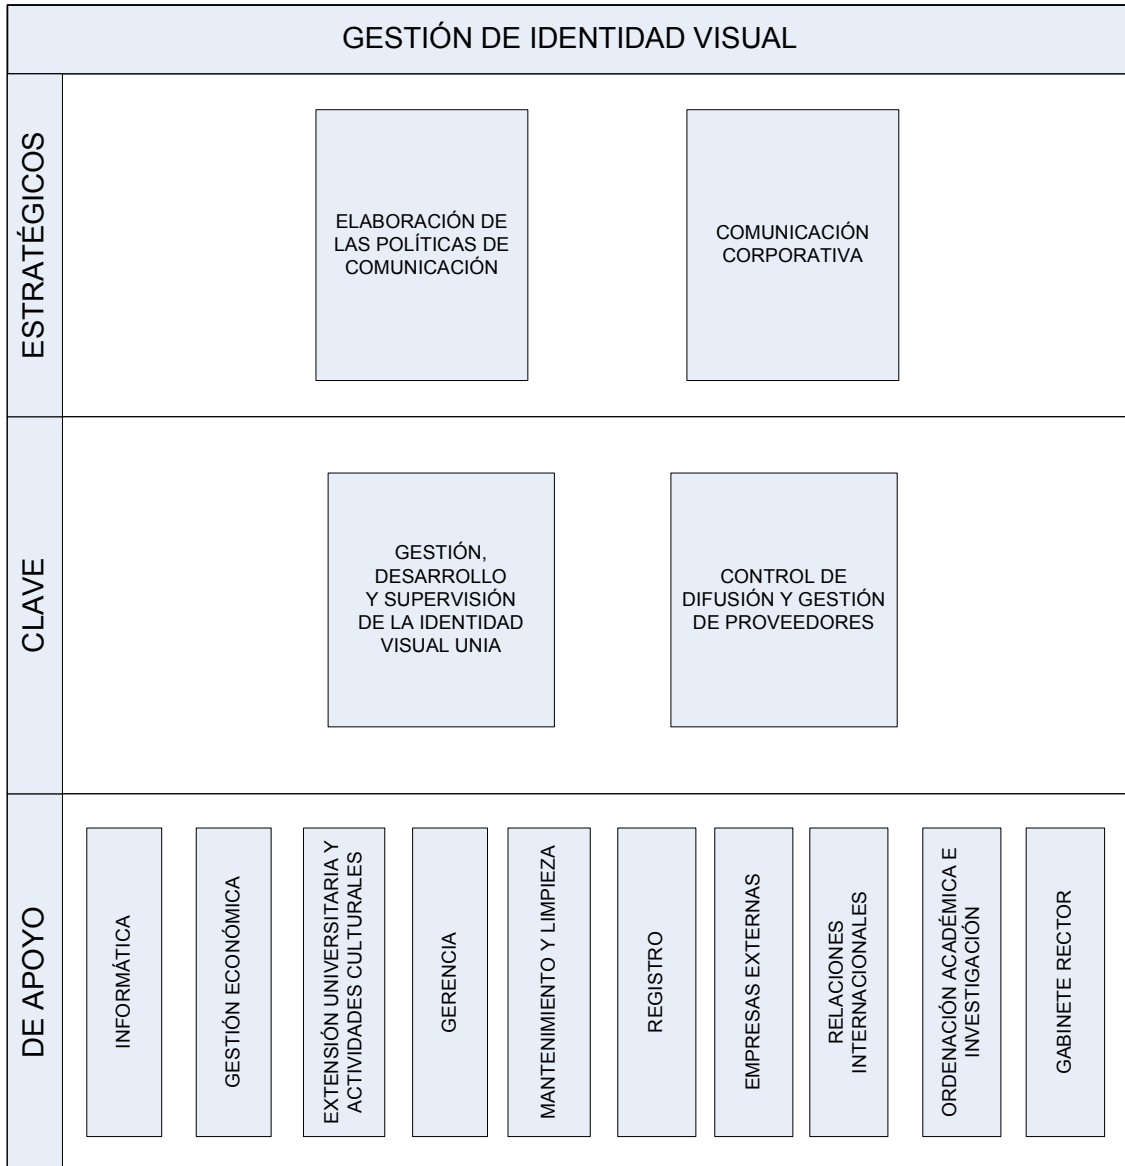 GESTIÓN DE IDENTIDAD VISUAL
ESTRATÉGICOS
ELABORACIÓN DE
LAS POLÍTICAS DE
COMUNICACIÓN
COMUNICACIÓN
CORPORATIVA
CLAVE
GESTIÓN,
DESARROLLO
Y SUPERVISIÓN
DE LA IDENTIDAD
VISUAL UNIA
CONTROL DE
DIFUSIÓN Y GESTIÓN
DE PROVEEDORES
DE APOYO
INFORMÁTICA
GESTIÓN ECONÓMICA
EXTENSIÓN UNIVERSITARIA Y
ACTIVIDADES CULTURALES
GERENCIA
MANTENIMIENTO Y LIMPIEZA
REGISTRO
EMPRESAS EXTERNAS
RELACIONES
INTERNACIONALES
ORDENACIÓN ACADÉMICA E
INVESTIGACIÓN
GABINETE RECTOR